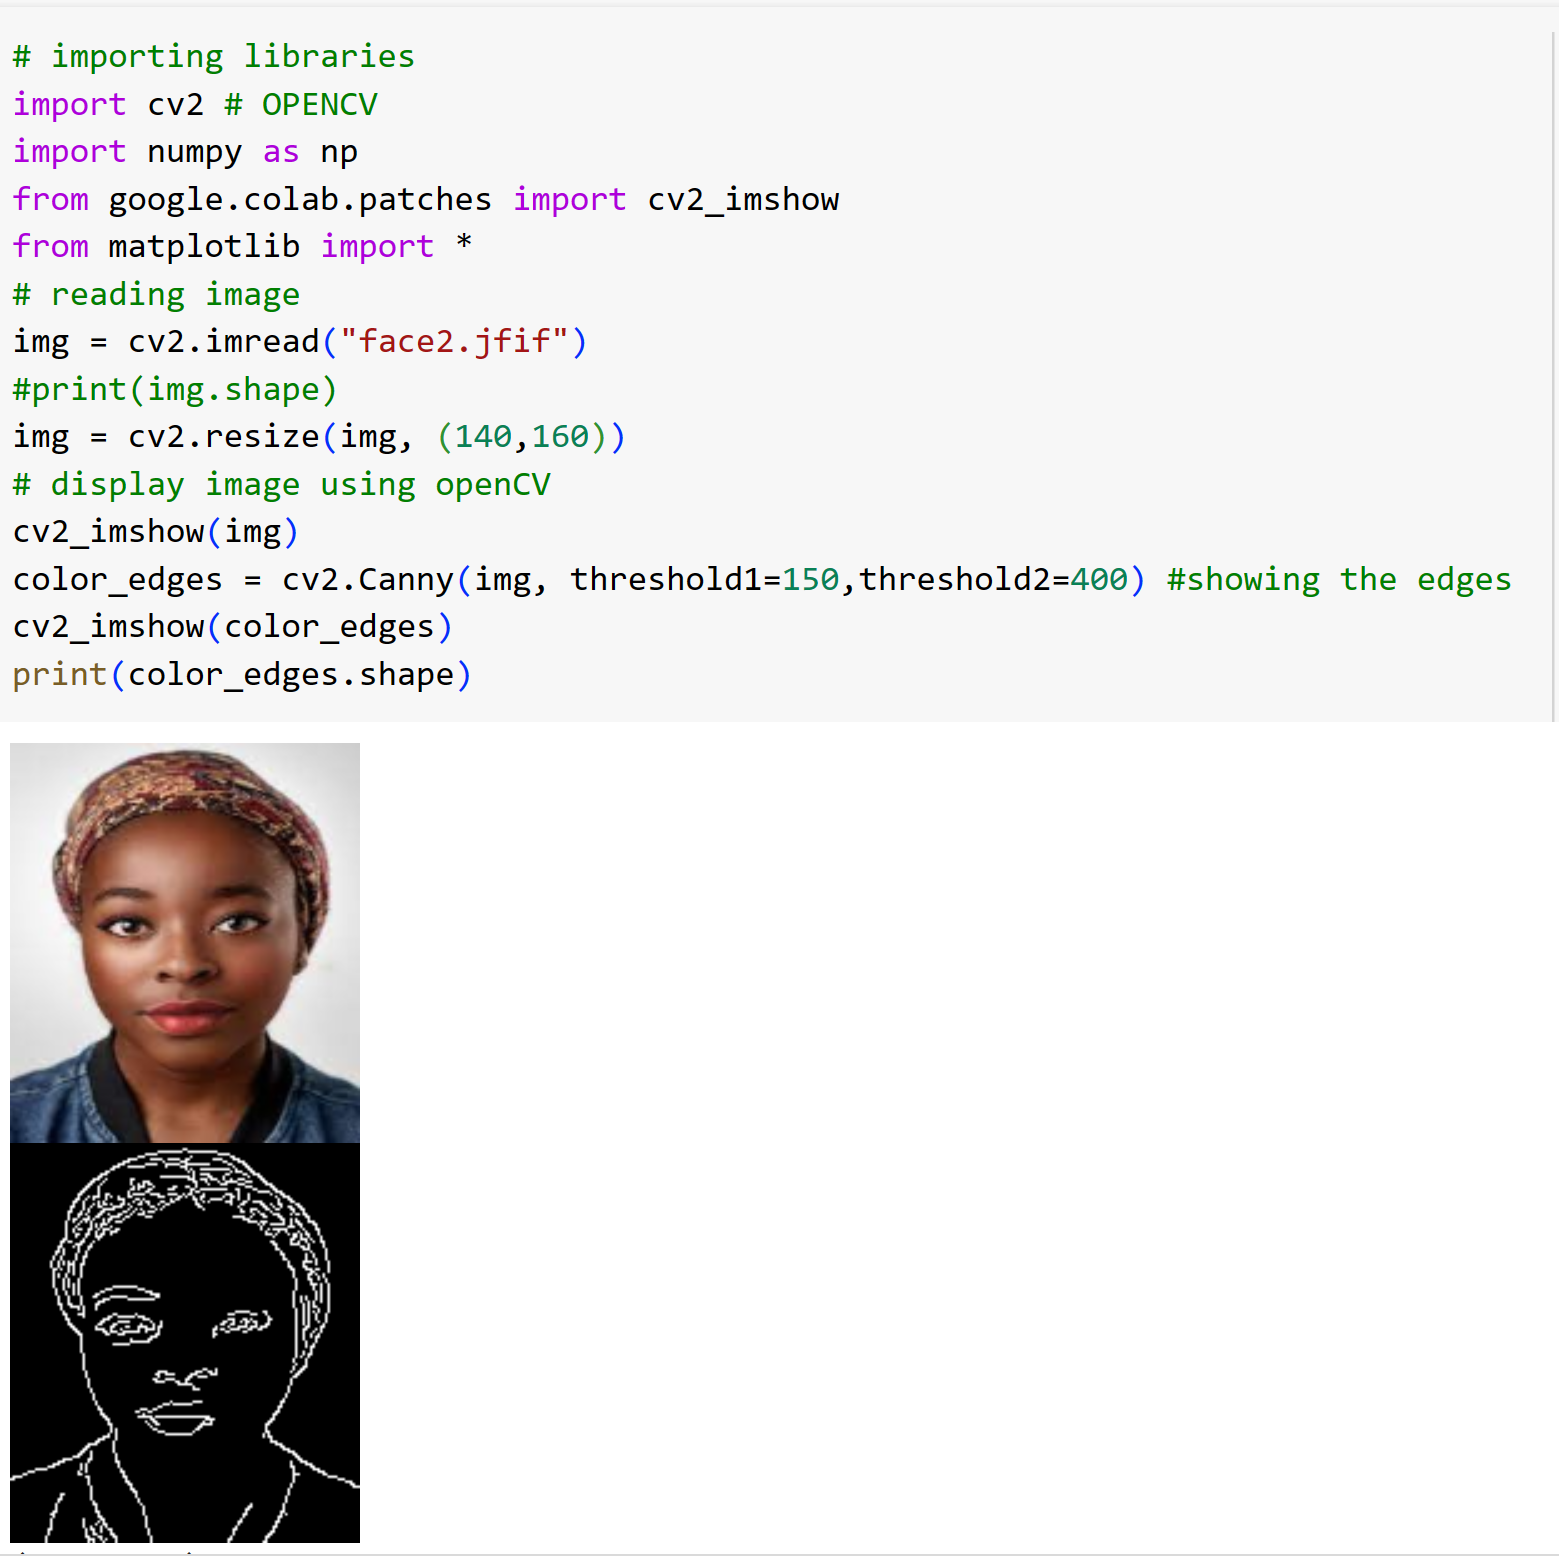 # importing libraries
import cv2 # OPENCV
import numpy as np
from google.colab.patches import cv2_imshow
from matplotlib import *
# reading image
img = cv2.imread("face2.jfif")
#print(img.shape)
img = cv2.resize(img, (140,160))
# display image using openCV
cv2_imshow(img)
color_edges = cv2.Canny(img, threshold1=150,threshold2=400) #showing the edges
cv2_imshow(color_edges)
print(color_edges.shape)